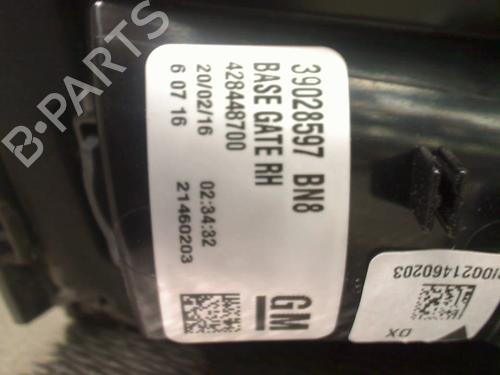 39028597 BN8
BASE GATE RH
428448700
20/02/16 02:34:32
6 07 16 21460203
GM
0021460203
DX
B-PARTS